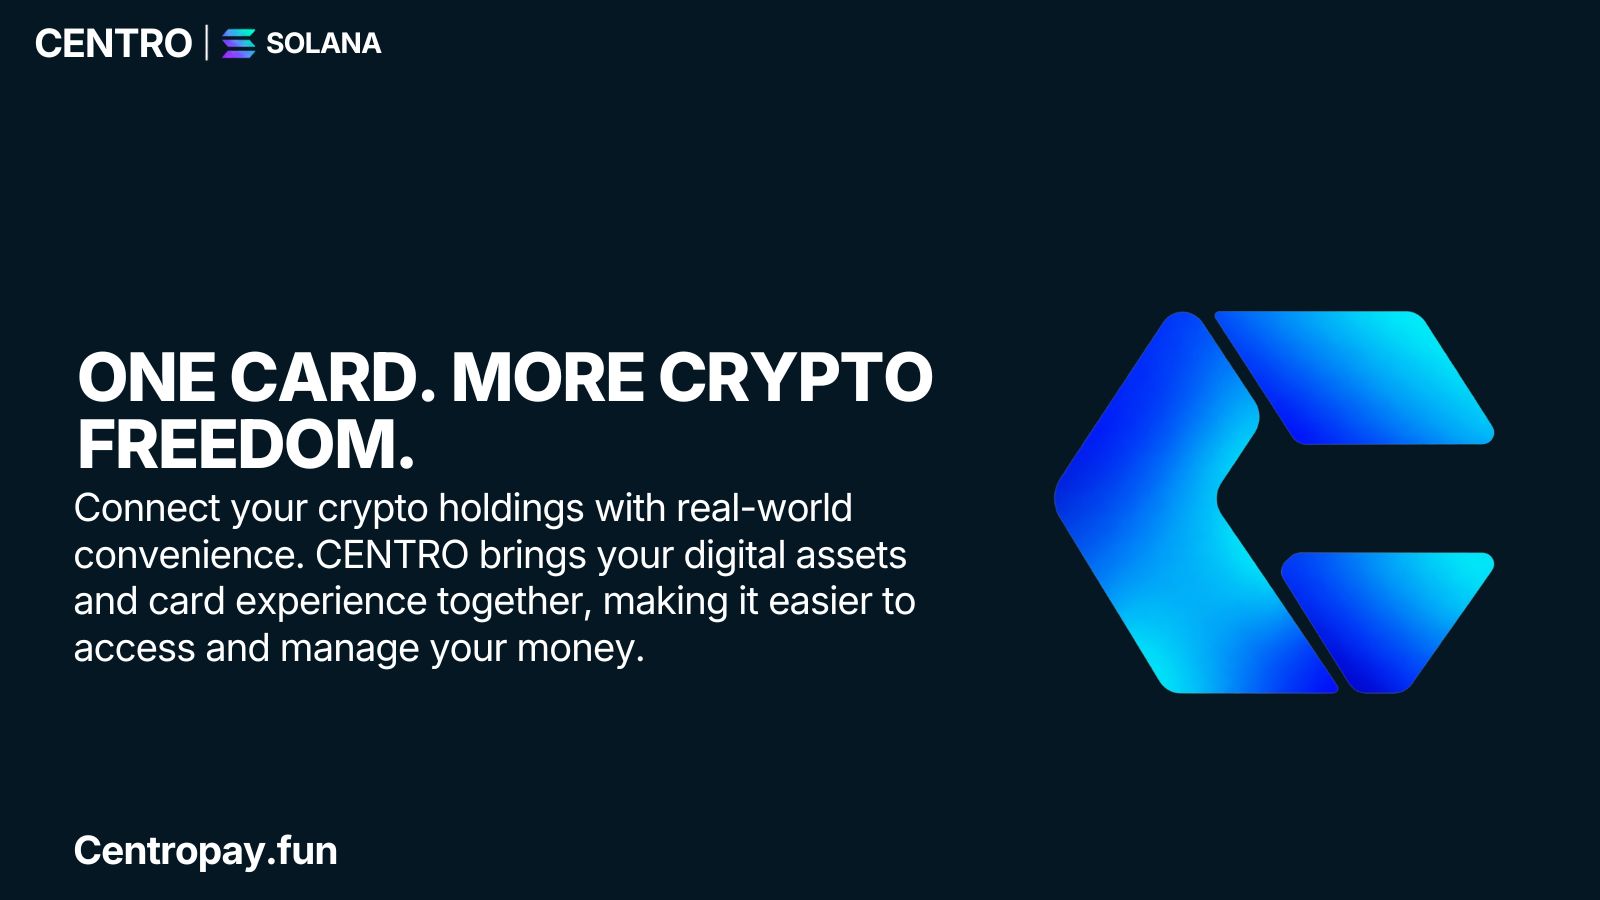 CENTRO | SOLANA
ONE CARD. MORE CRYPTO
FREEDOM.
Connect your crypto holdings with real-world
convenience. CENTRO brings your digital assets
and card experience together, making it easier to
access and manage your money.
Centropay.fun